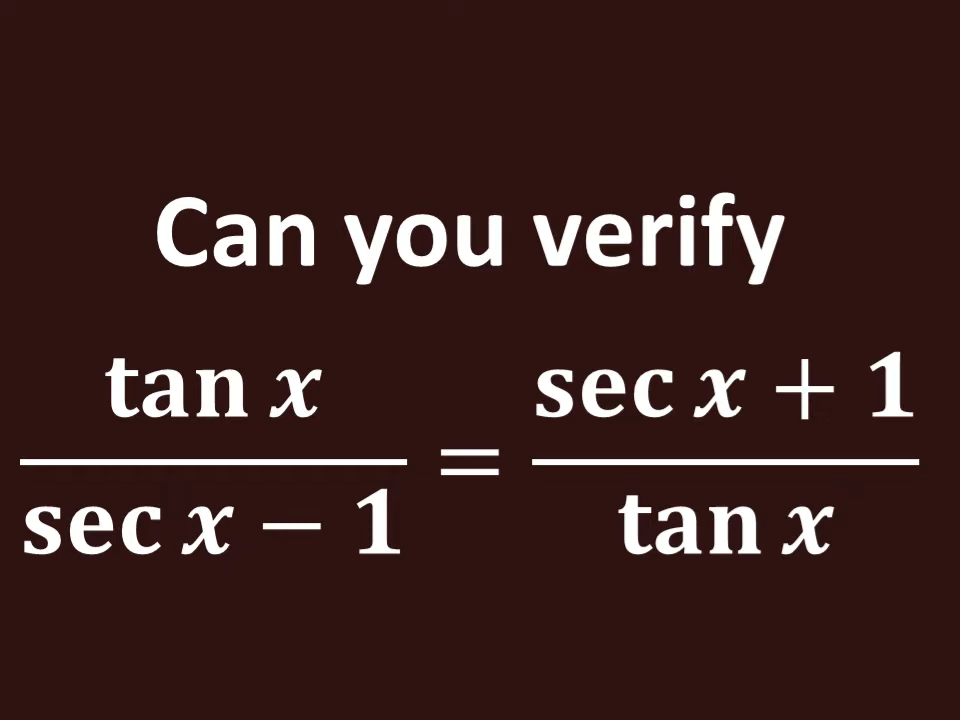 Can you verify
tan x / sec x − 1 = sec x + 1 / tan x